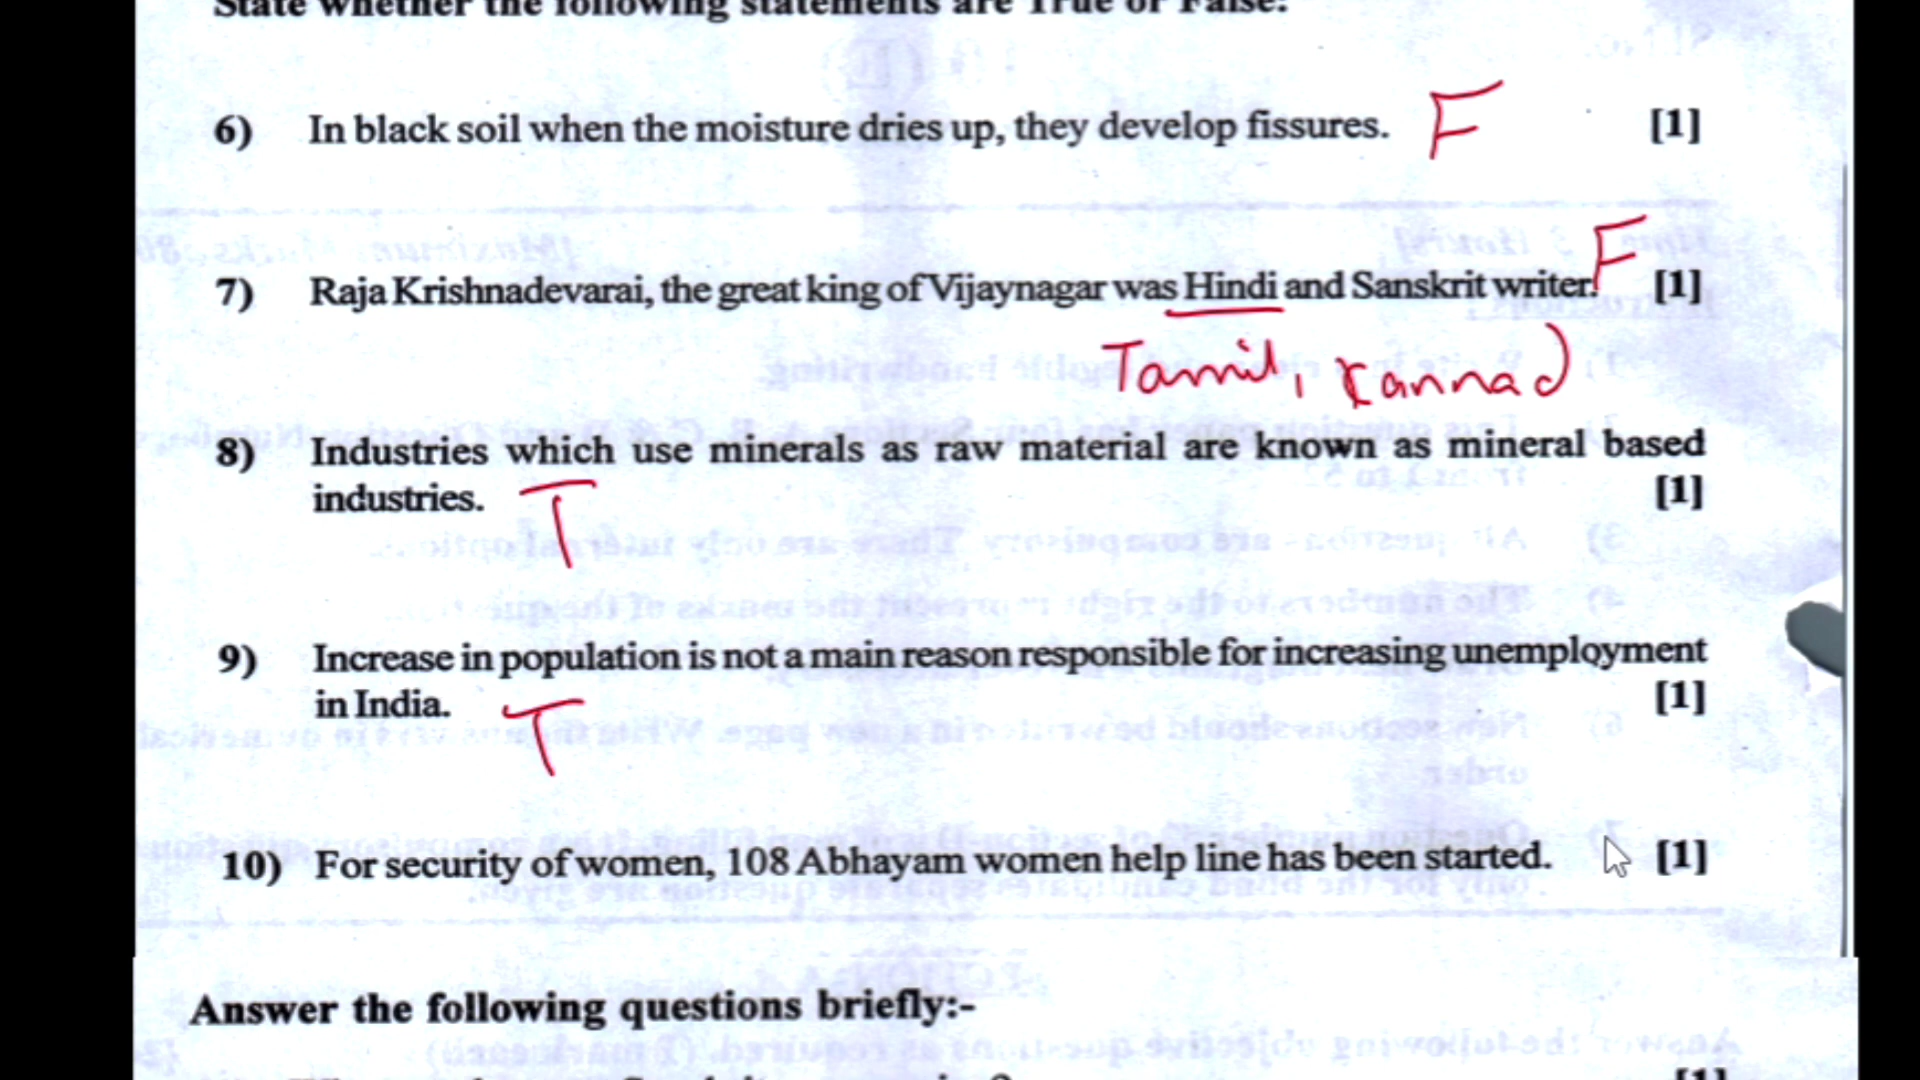 State whether the following statements are True or False:
6) In black soil when the moisture dries up, they develop fissures. F [1]
7) Raja Krishnadevarai, the great king of Vijaynagar was Hindi and Sanskrit writer. F [1]
Tamil, Kannad
8) Industries which use minerals as raw material are known as mineral based
industries. T [1]
9) Increase in population is not a main reason responsible for increasing unemployment
in India. T [1]
10) For security of women, 108 Abhayam women help line has been started. [1]
Answer the following questions briefly:-
[1]